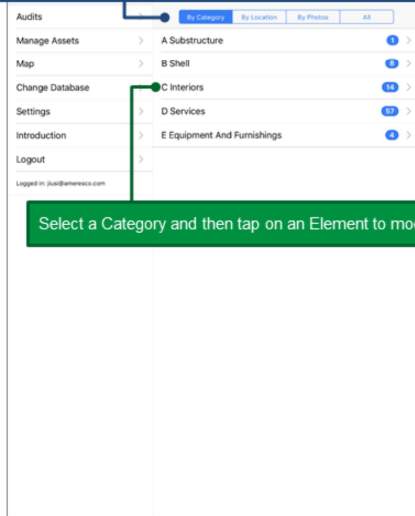 Audits
Manage Assets
Map
Change Database
Settings
Introduction
Logout
Logged in: jiusi@ameresco.com
By Category By Location By Photos All
A Substructure 1
B Shell 8
C Interiors 14
D Services 57
E Equipment And Furnishings 4
Select a Category and then tap on an Element to mo